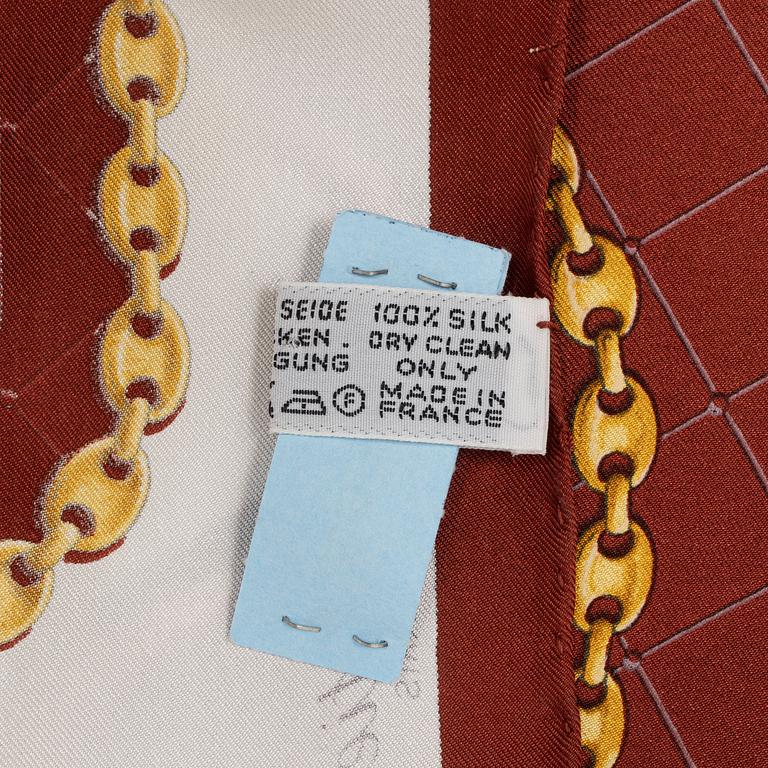 SEIDE 100% SILK
KEN. DRY CLEAN
GUNG ONLY
MADE IN
F FRANCE